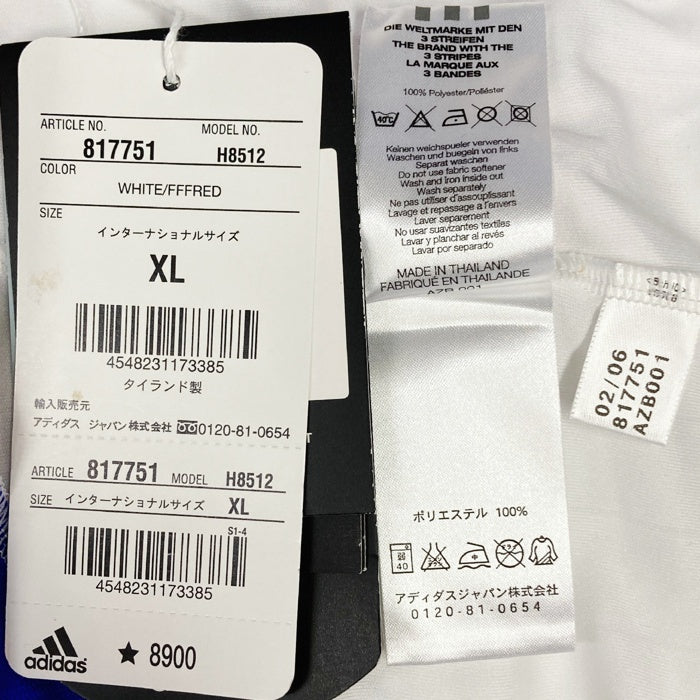 ARTICLE NO. MODEL NO.
817751 H8512
COLOR
WHITE/FFFRED
SIZE
インターナショナルサイズ
XL
4548231173385
タイランド製
輸入販売元
アディダス ジャパン株式会社 0120-81-0654
ARTICLE 817751 MODEL H8512
SIZE インターナショナルサイズ XL
S1-4
4548231173385
adidas ★ 8900
DIE WELTMARKE MIT DEN
3 STREIFEN
THE BRAND WITH THE
3 STRIPES
LA MARQUE AUX
3 BANDES
100% Polyester/Poliéster
40°C
Keinen weichspueler verwenden
Waschen und buegeln von links
Separat waschen
Do not use fabric softener
Wash and Iron inside out
Wash separately
Ne pas utiliser d'assouplissant
Lavage et repassage a l'envers
Laver separement
No usar suavizantes textiles
Lavar y planchar al revés
Lavar por separado
MADE IN THAILAND
FABRIQUÉ EN THAILANDE
AZB 001
ポリエステル 100%
弱
40
アディダスジャパン株式会社
0120-81-0654
02/06
817751
AZB001